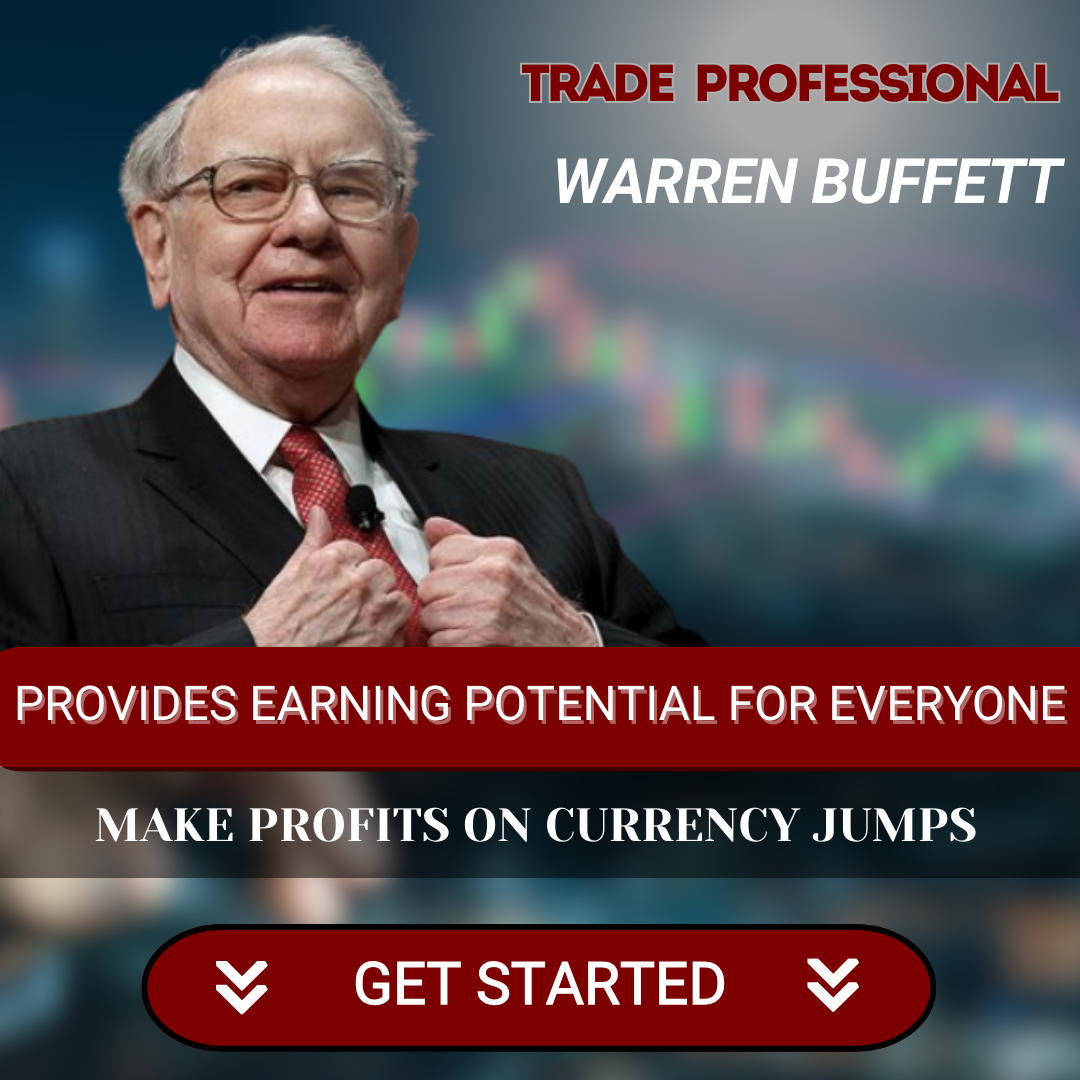 TRADE PROFESSIONAL
WARREN BUFFETT
PROVIDES EARNING POTENTIAL FOR EVERYONE
MAKE PROFITS ON CURRENCY JUMPS
GET STARTED